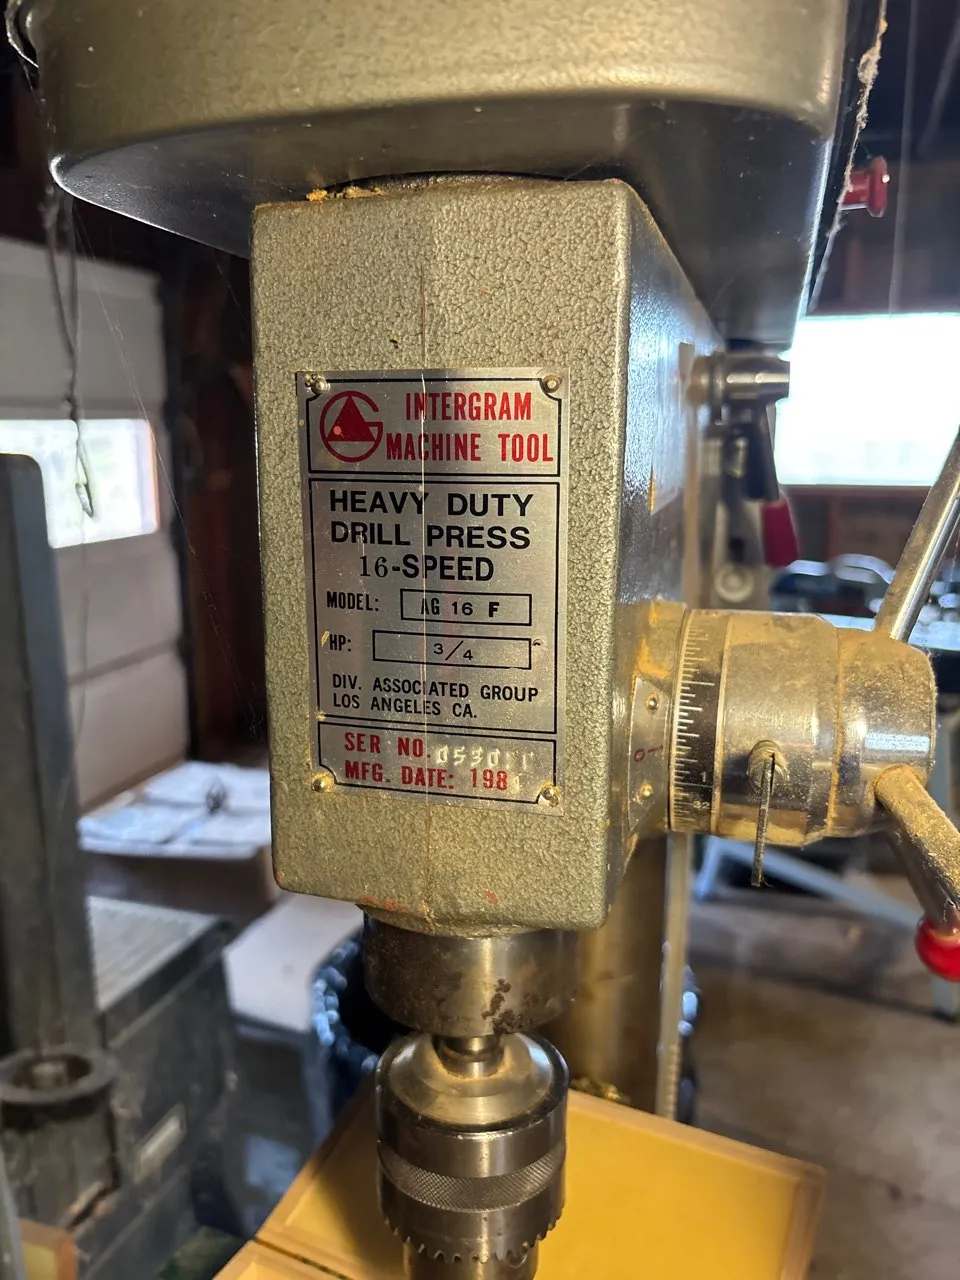 INTERGRAM
MACHINE TOOL
HEAVY DUTY
DRILL PRESS
16-SPEED
MODEL: AG 16 F
HP: 3/4
DIV. ASSOCIATED GROUP
LOS ANGELES CA.
SER NO.
MFG. DATE: 198